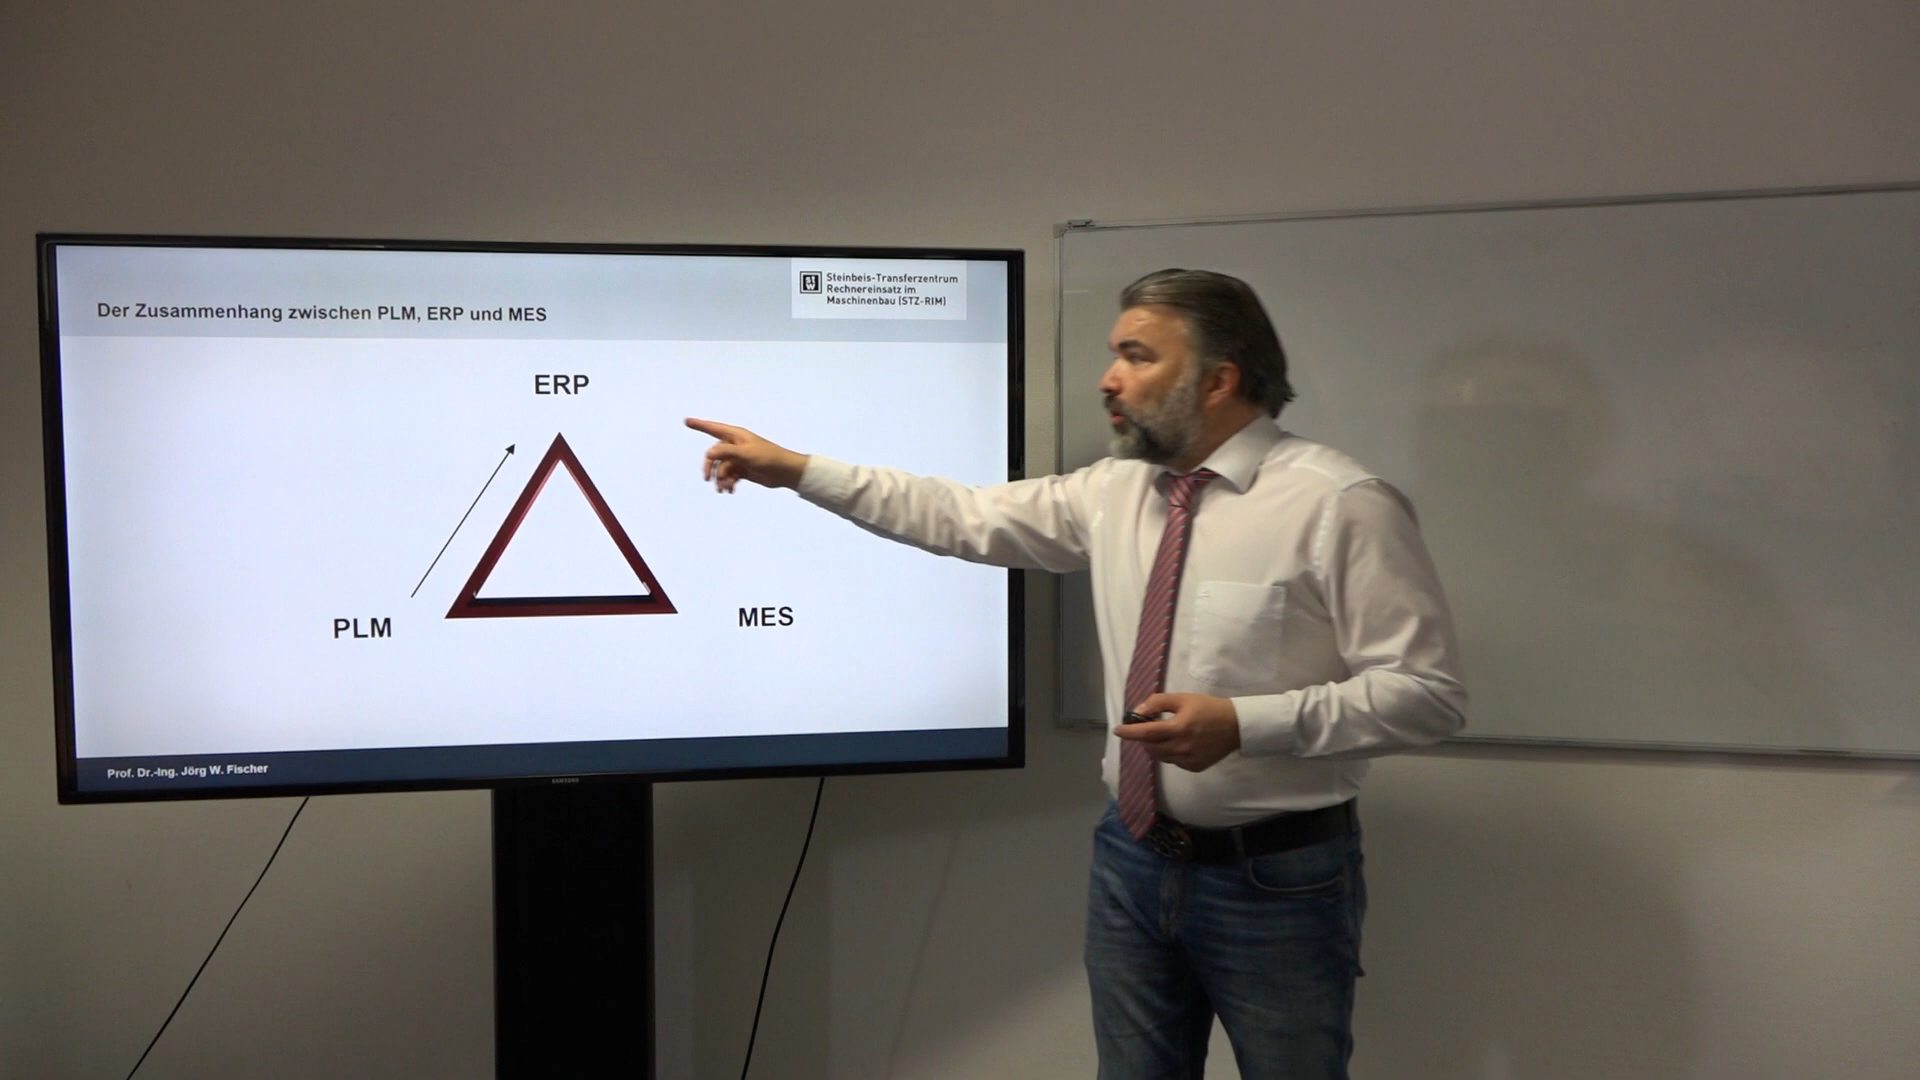 Steinbeis-Transferzentrum
Rechnereinsatz im
Maschinenbau (STZ-RIM)
Der Zusammenhang zwischen PLM, ERP und MES
ERP
PLM
MES
Prof. Dr.-Ing. Jörg W. Fischer
SAMSUNG